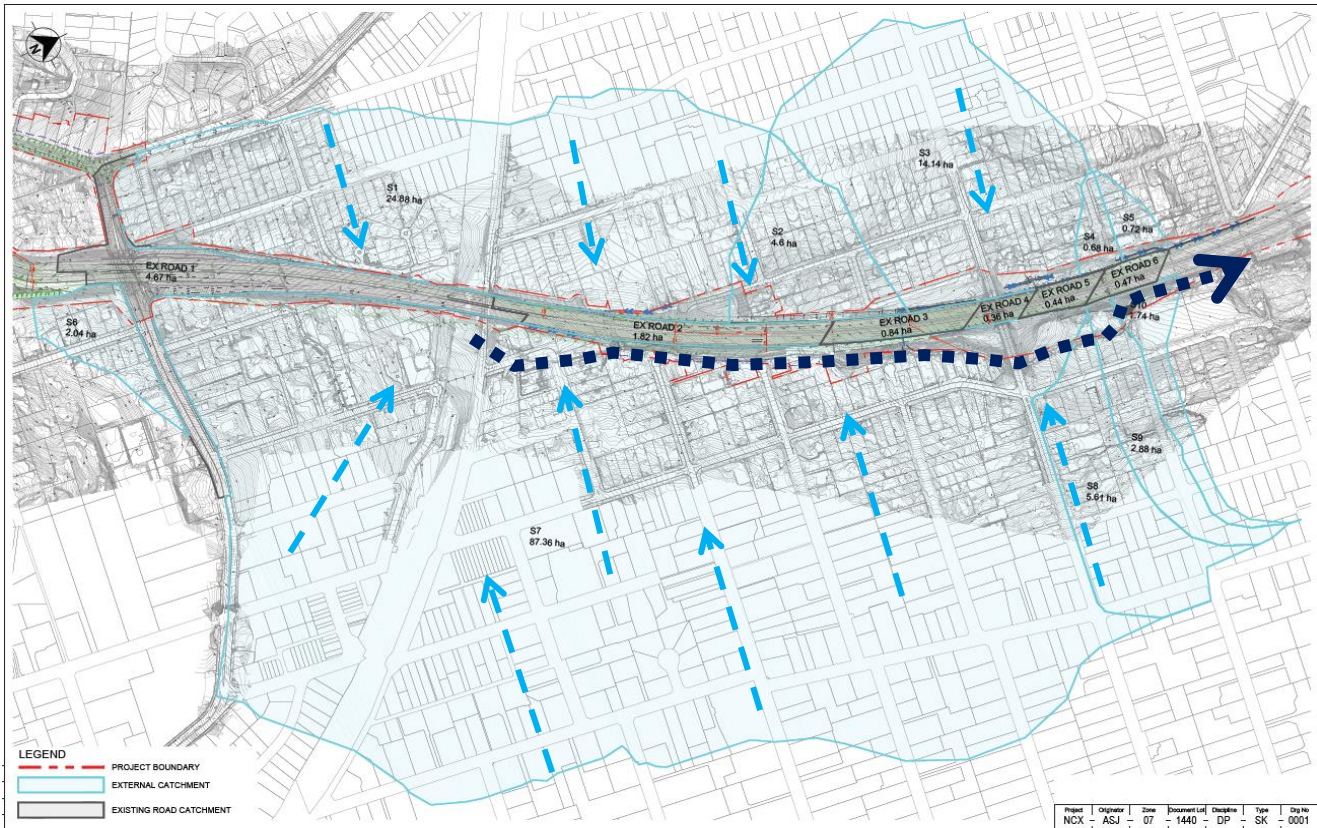 N
S1
24.88 ha
S2
4.6 ha
S3
14.14 ha
S4
0.68 ha
S5
0.72 ha
EX ROAD 1
4.67 ha
EX ROAD 2
1.82 ha
EX ROAD 3
0.84 ha
EX ROAD 4
0.36 ha
EX ROAD 5
0.44 ha
EX ROAD 6
0.47 ha
S6
2.04 ha
S7
87.36 ha
S8
5.61 ha
S9
2.88 ha
LEGEND
PROJECT BOUNDARY
EXTERNAL CATCHMENT
EXISTING ROAD CATCHMENT
Project Originator Zone Document Lot Discipline Type Drg No
NCX - ASJ - 07 - 1440 - DP - SK - 0001